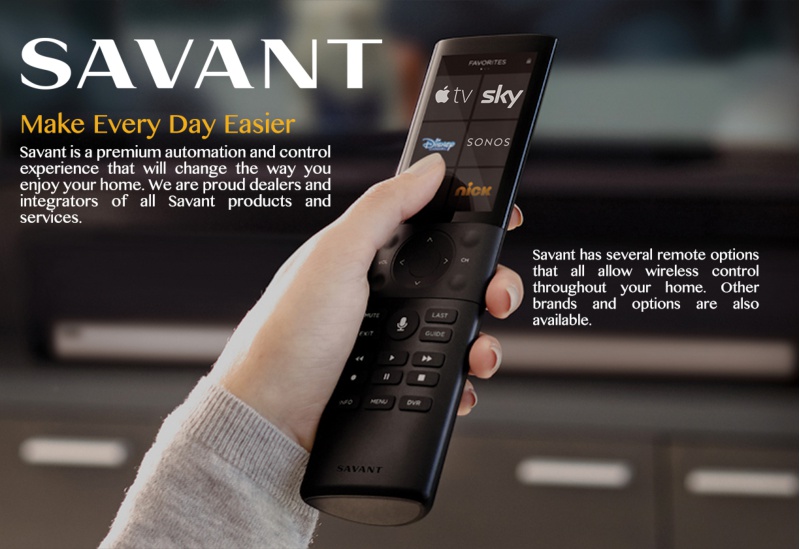 SAVANT
Make Every Day Easier
Savant is a premium automation and control
experience that will change the way you
enjoy your home. We are proud dealers and
integrators of all Savant products and
services.
FAVORITES
tv sky
Disney SONOS
nick
Savant has several remote options
that all allow wireless control
throughout your home. Other
brands and options are also
available.
VOL CH
MUTE LAST
EXIT GUIDE
INFO MENU DVR
SAVANT